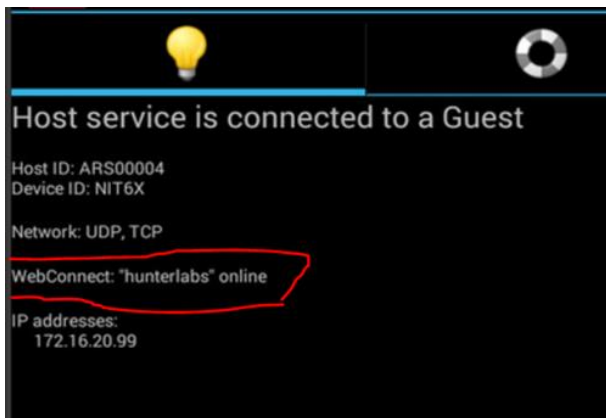 Host service is connected to a Guest
Host ID: ARS00004
Device ID: NIT6X
Network: UDP, TCP
WebConnect: "hunterlabs" online
IP addresses:
172.16.20.99